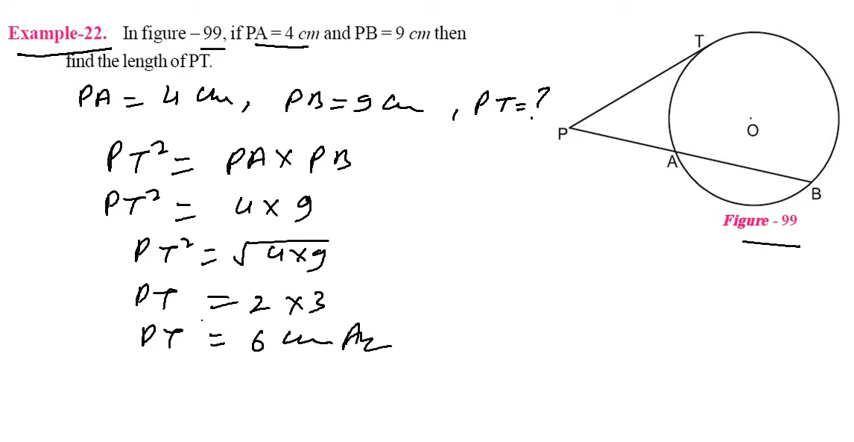 Example-22. In figure – 99, if PA = 4 cm and PB = 9 cm then
find the length of PT.
PA = 4 cm, PB = 9 cm, PT = ?
PT² = PA × PB
PT² = 4 × 9
PT² = √4×9
PT = 2 × 3
PT = 6 cm
T
P
O
A
B
Figure - 99